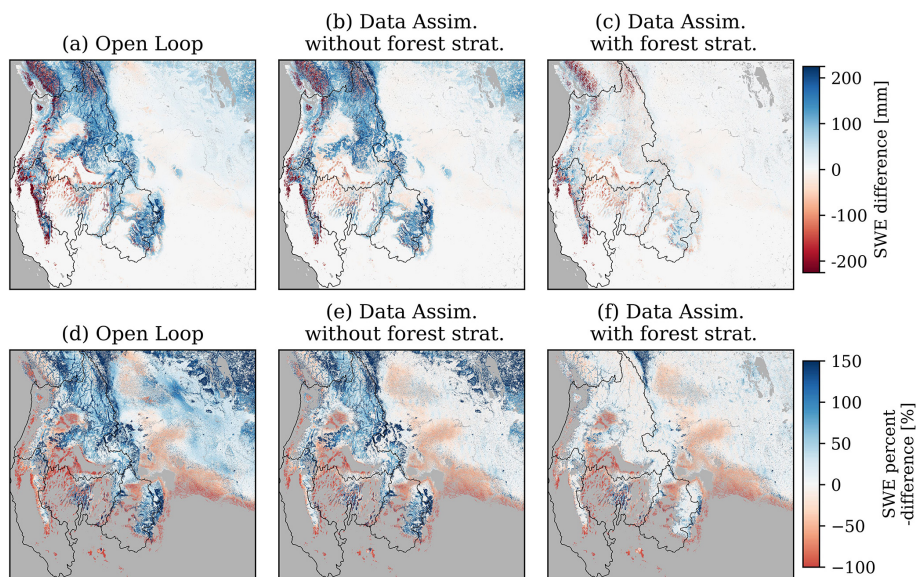 (a) Open Loop
(b) Data Assim.
without forest strat.
(c) Data Assim.
with forest strat.
200
100
0
-100
-200
SWE difference [mm]
(d) Open Loop
(e) Data Assim.
without forest strat.
(f) Data Assim.
with forest strat.
150
100
50
0
−50
−100
SWE percent
-difference [%]